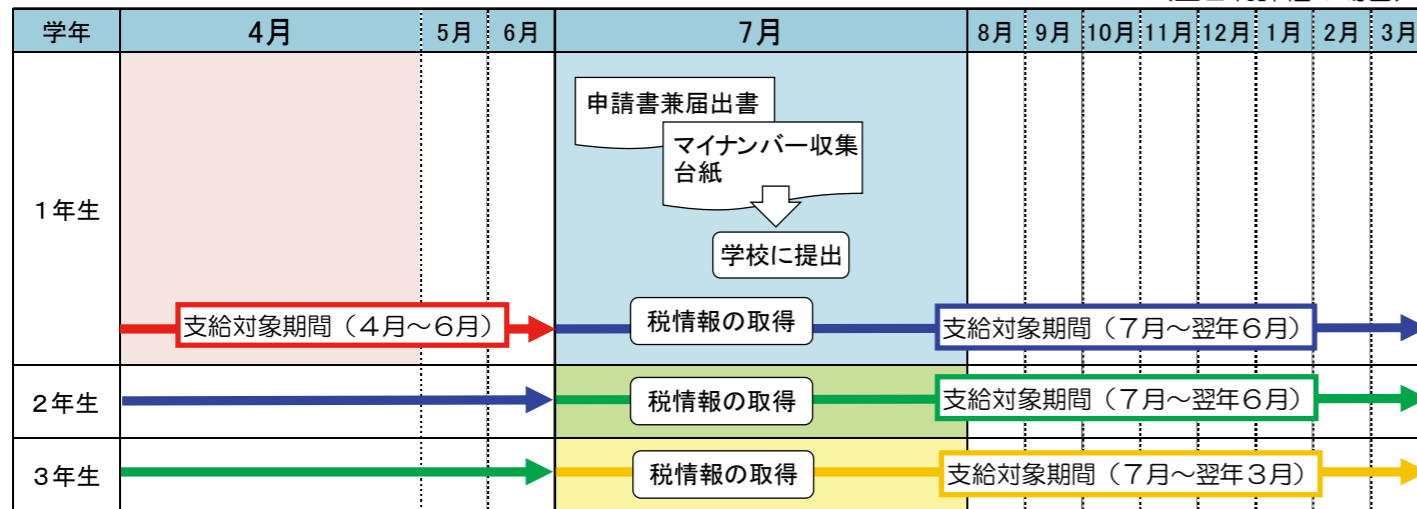 学年 4月 5月 6月 7月 8月 9月 10月 11月 12月 1月 2月 3月
1年生
申請書兼届出書
マイナンバー収集
台紙
学校に提出
支給対象期間(4月~6月) 税情報の取得 支給対象期間(7月~翌年6月)
2年生 税情報の取得 支給対象期間(7月~翌年6月)
3年生 税情報の取得 支給対象期間(7月~翌年3月)